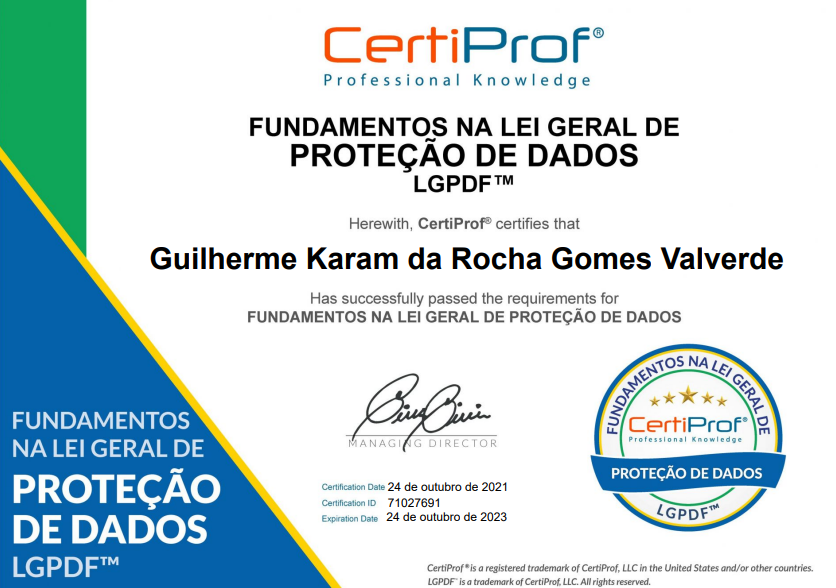 CertiProf®
Professional Knowledge
FUNDAMENTOS NA LEI GERAL DE
PROTEÇÃO DE DADOS
LGPDF™
Herewith, CertiProf® certifies that
Guilherme Karam da Rocha Gomes Valverde
Has successfully passed the requirements for
FUNDAMENTOS NA LEI GERAL DE PROTEÇÃO DE DADOS
MANAGING DIRECTOR
Certification Date 24 de outubro de 2021
Certification ID 71027691
Expiration Date 24 de outubro de 2023
FUNDAMENTOS
NA LEI GERAL DE
PROTEÇÃO
DE DADOS
LGPDF™
FUNDAMENTOS NA LEI GERAL DE
CertiProf®
Professional Knowledge
PROTEÇÃO DE DADOS
LGPDF™
CertiProf® is a registered trademark of CertiProf, LLC in the United States and/or other countries.
LGPDF™ is a trademark of CertiProf, LLC. All rights reserved.